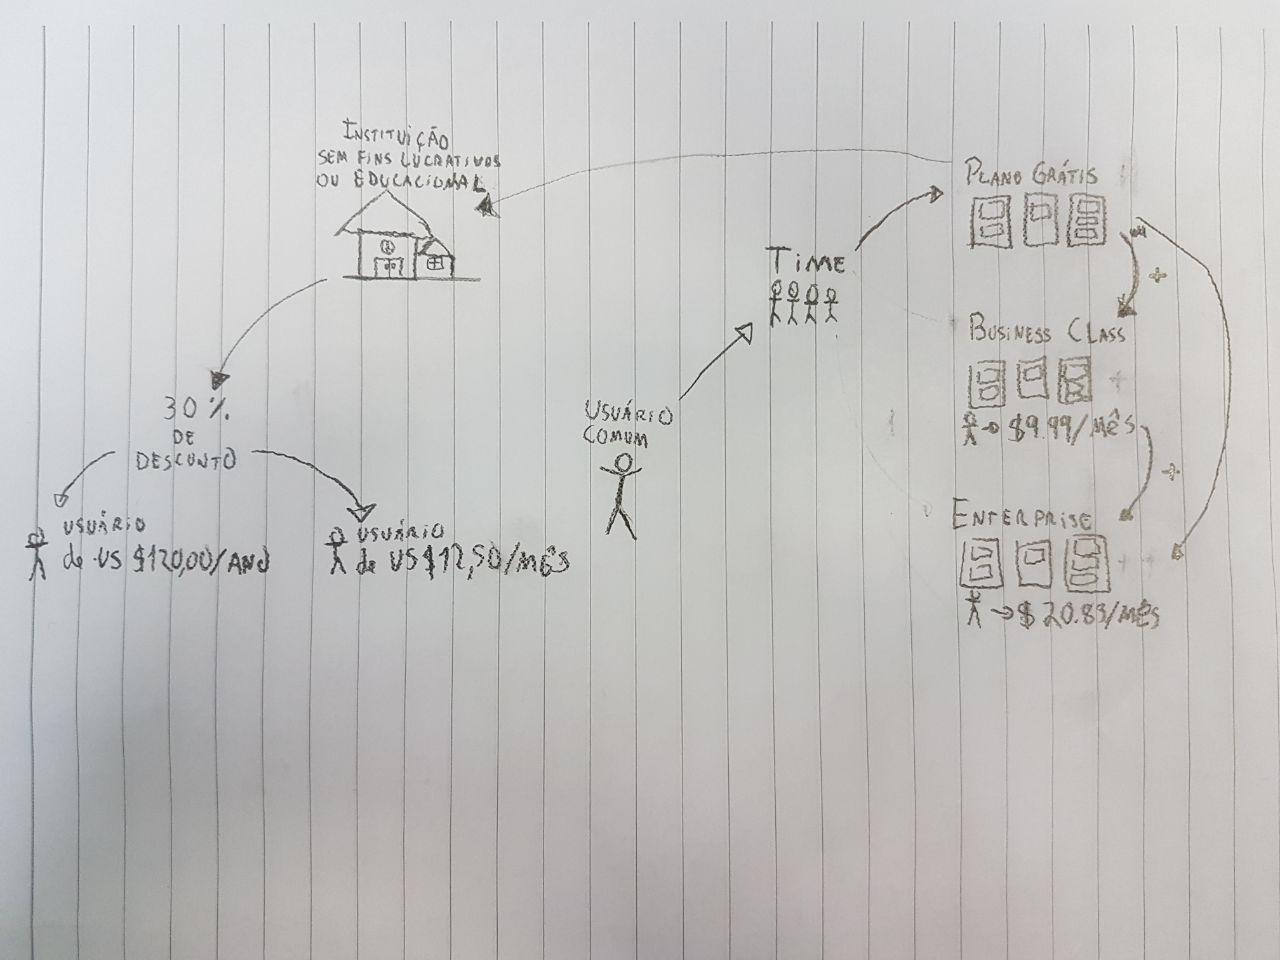 INSTITUIÇÃO
SEM FINS LUCRATIVOS
OU EDUCACIONAL
30%
DE
DESCONTO
USUÁRIO
de US $120,00/ANO
USUÁRIO
de US$12,50/MÊS
USUÁRIO
COMUM
TIME
PLANO GRÁTIS
+
BUSINESS CLASS
+
→ $9.99/MÊS
+
ENTERPRISE
+ +
→ $20.83/MÊS